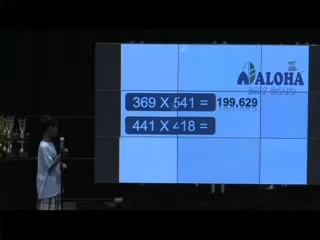 ALOHA
369 X 541 = 199,629
441 X 418 =